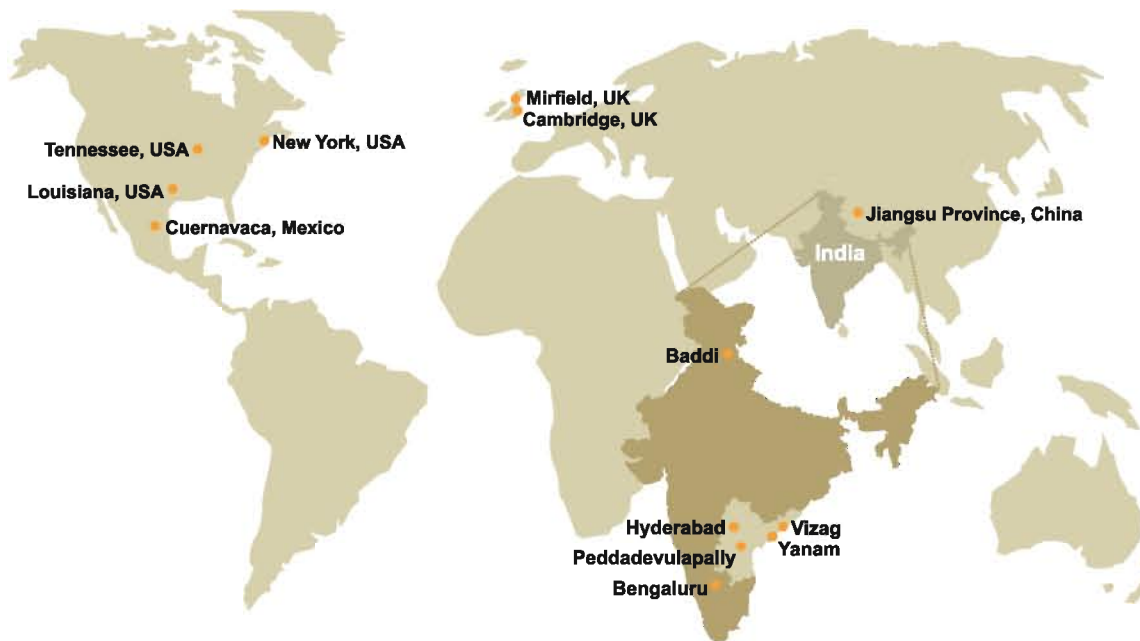 Mirfield, UK
Cambridge, UK
New York, USA
Tennessee, USA
Louisiana, USA
Cuernavaca, Mexico
Jiangsu Province, China
India
Baddi
Hyderabad
Vizag
Yanam
Peddadevulapally
Bengaluru